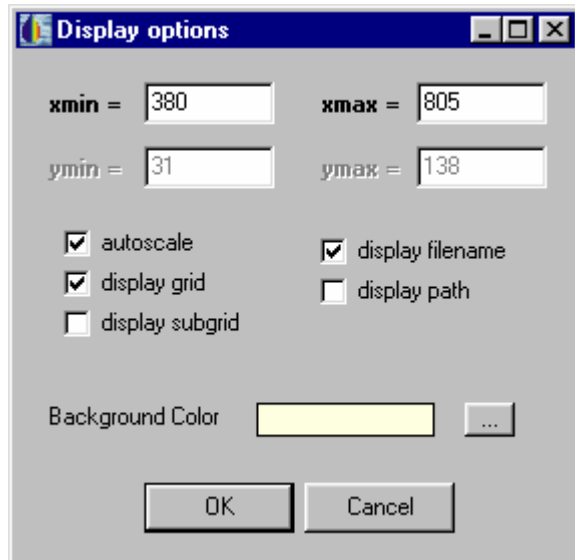 Display options
xmin = 380 xmax = 805
ymin = 31 ymax = 138
autoscale
display filename
display grid
display path
display subgrid
Background Color ...
OK Cancel